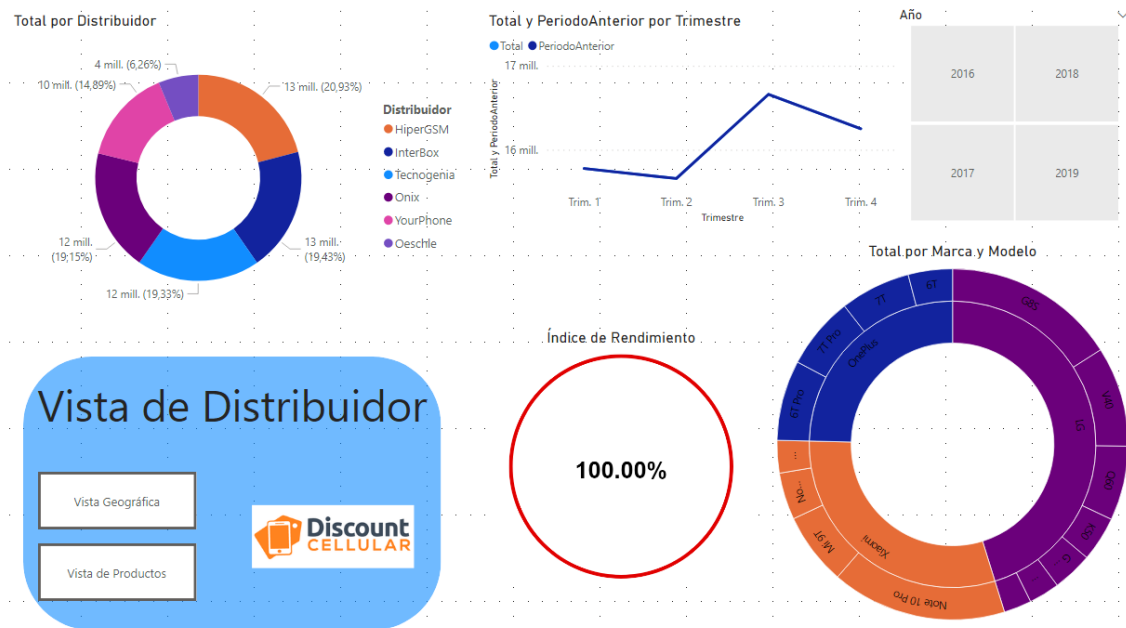 Total por Distribuidor
4 mill. (6,26%)
10 mill. (14,89%)
13 mill. (20,93%)
12 mill.
(19,15%)
13 mill.
(19,43%)
12 mill. (19,33%)
Distribuidor
HiperGSM
InterBox
Tecnogenia
Onix
YourPhone
Oeschle
Total y PeriodoAnterior por Trimestre
Total PeriodoAnterior
Total y PeriodoAnterior
17 mill.
16 mill.
Trim. 1 Trim. 2 Trim. 3 Trim. 4
Trimestre
Año
2016 2018
2017 2019
Vista de Distribuidor
Vista Geográfica
Vista de Productos
Discount
CELLULAR
Índice de Rendimiento
100.00%
Total por Marca y Modelo
G8S
V40
Q60
K50
G...
...
LG
Note 10 Pro
Mi 9T
No...
...
Xiaomi
6T Pro
7T Pro
7T
6T
OnePlus